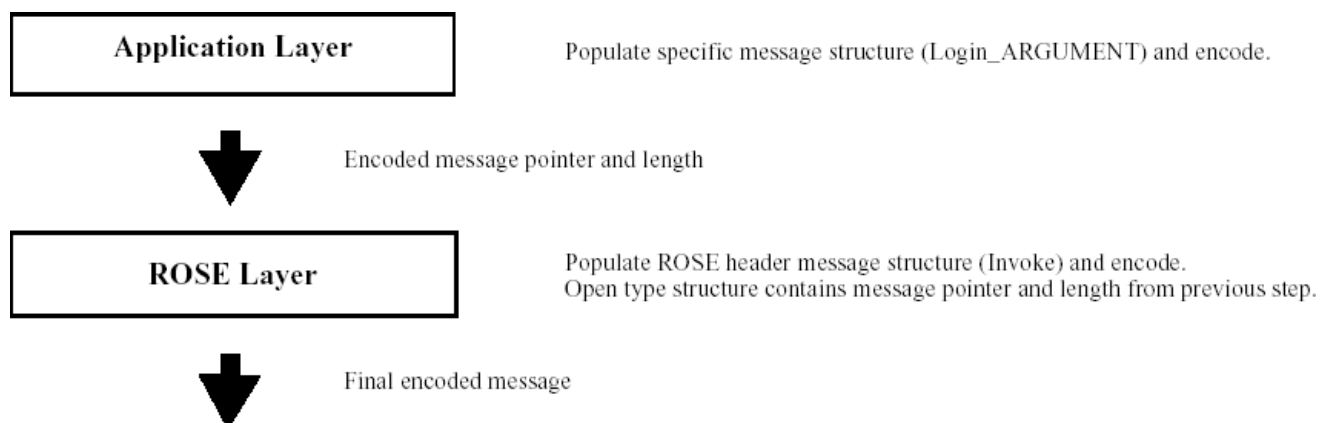 Application Layer
Populate specific message structure (Login_ARGUMENT) and encode.
Encoded message pointer and length
ROSE Layer
Populate ROSE header message structure (Invoke) and encode.
Open type structure contains message pointer and length from previous step.
Final encoded message